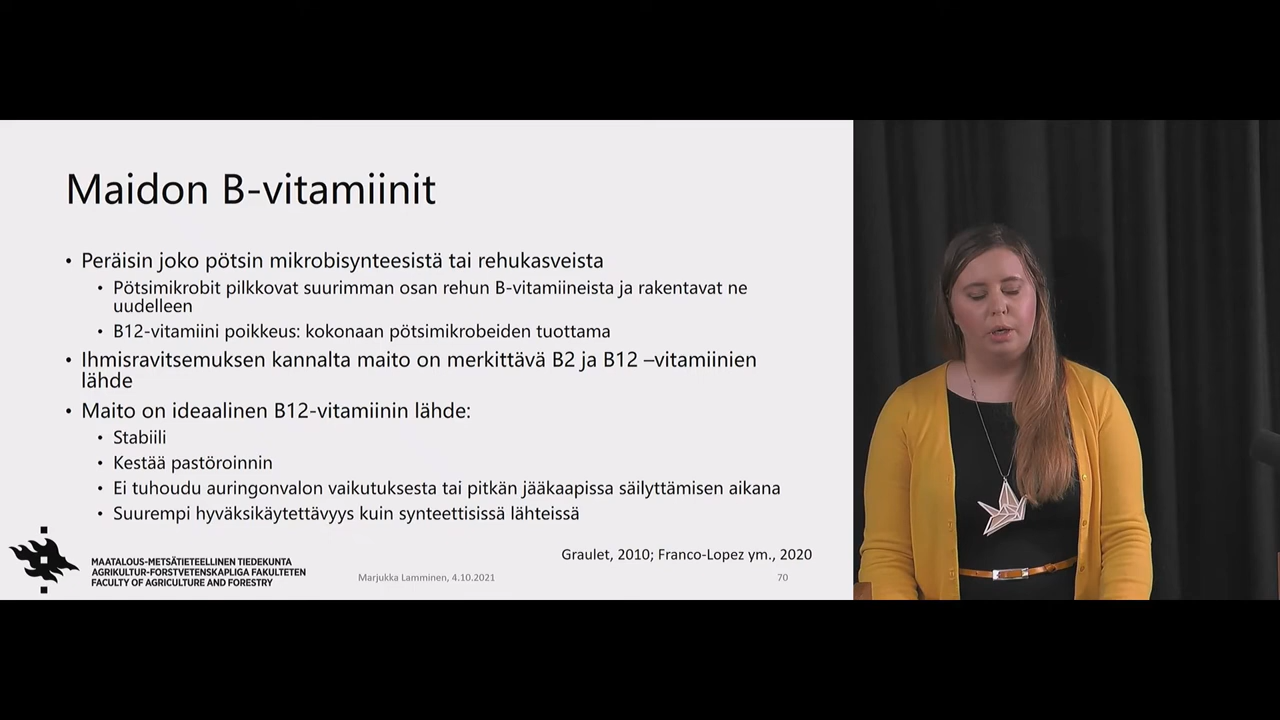 Maidon B-vitamiinit
• Peräisin joko pötsin mikrobisynteesistä tai rehukasveista
• Pötsimikrobit pilkkovat suurimman osan rehun B-vitamiineista ja rakentavat ne
uudelleen
• B12-vitamiini poikkeus: kokonaan pötsimikrobeiden tuottama
• Ihmisravitsemuksen kannalta maito on merkittävä B2 ja B12 –vitamiinien
lähde
• Maito on ideaalinen B12-vitamiinin lähde:
• Stabiili
• Kestää pastöroinnin
• Ei tuhoudu auringonvalon vaikutuksesta tai pitkän jääkaapissa säilyttämisen aikana
• Suurempi hyväksikäytettävyys kuin synteettisissä lähteissä
Graulet, 2010; Franco-Lopez ym., 2020
MAATALOUS-METSÄTIETEELLINEN TIEDEKUNTA
AGRIKULTUR-FORSTVETENSKAPLIGA FAKULTETEN
FACULTY OF AGRICULTURE AND FORESTRY
Marjukka Lamminen, 4.10.2021
70